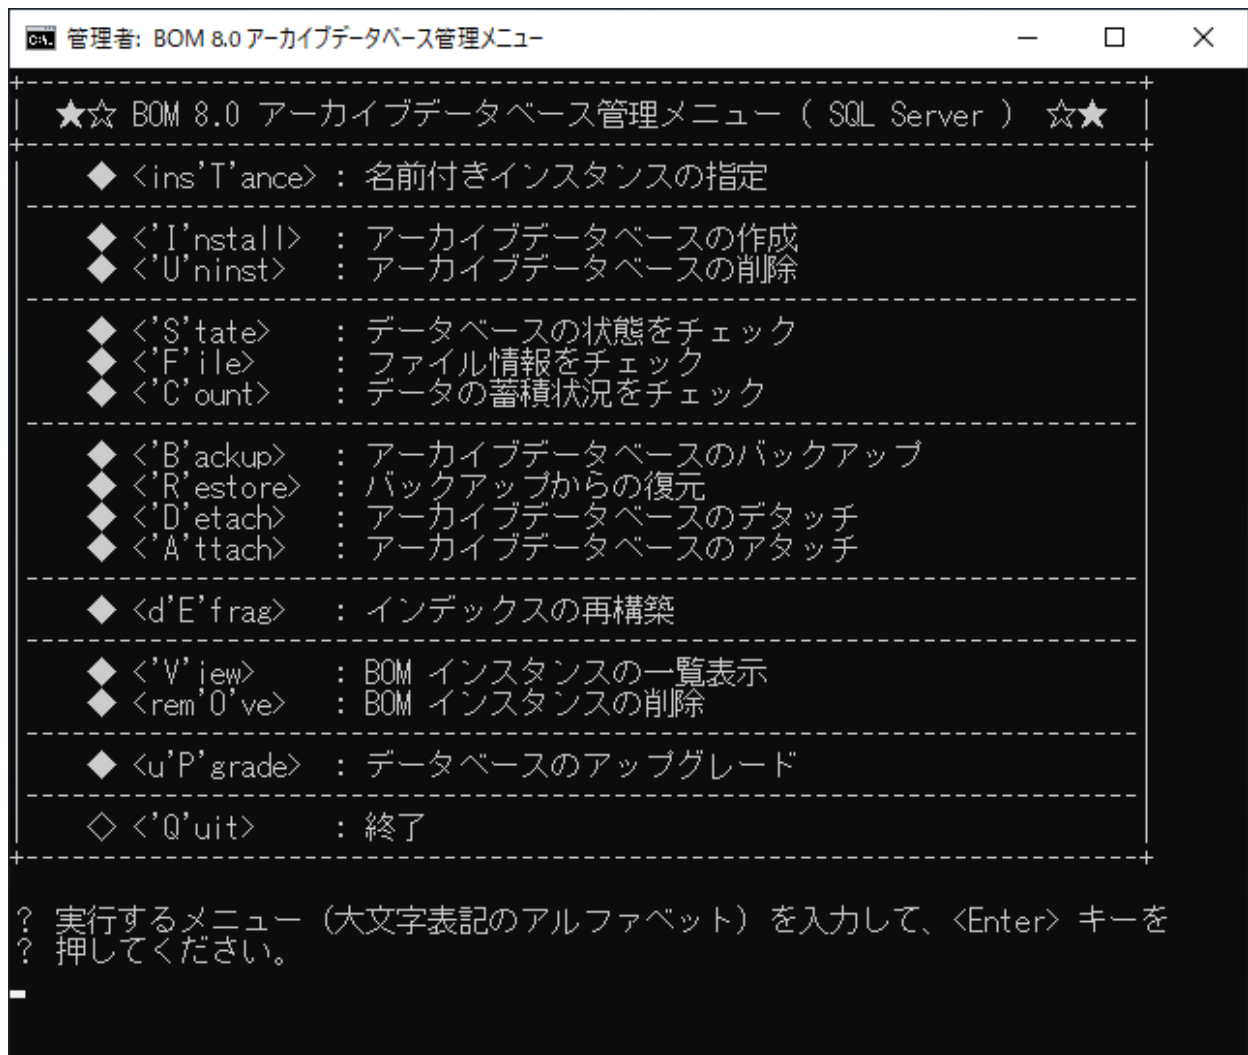 管理者: BOM 8.0 アーカイブデータベース管理メニュー
★☆ BOM 8.0 アーカイブデータベース管理メニュー ( SQL Server ) ☆★
◆ <ins'T'ance> : 名前付きインスタンスの指定
◆ <'I'nstall> : アーカイブデータベースの作成
◆ <'U'ninst> : アーカイブデータベースの削除
◆ <'S'tate> : データベースの状態をチェック
◆ <'F'ile> : ファイル情報をチェック
◆ <'C'ount> : データの蓄積状況をチェック
◆ <'B'ackup> : アーカイブデータベースのバックアップ
◆ <'R'estore> : バックアップからの復元
◆ <'D'etach> : アーカイブデータベースのデタッチ
◆ <'A'ttach> : アーカイブデータベースのアタッチ
◆ <d'E'frag> : インデックスの再構築
◆ <'V'iew> : BOM インスタンスの一覧表示
◆ <rem'O've> : BOM インスタンスの削除
◆ <u'P'grade> : データベースのアップグレード
◇ <'Q'uit> : 終了
? 実行するメニュー（大文字表記のアルファベット）を入力して、<Enter> キーを
? 押してください。